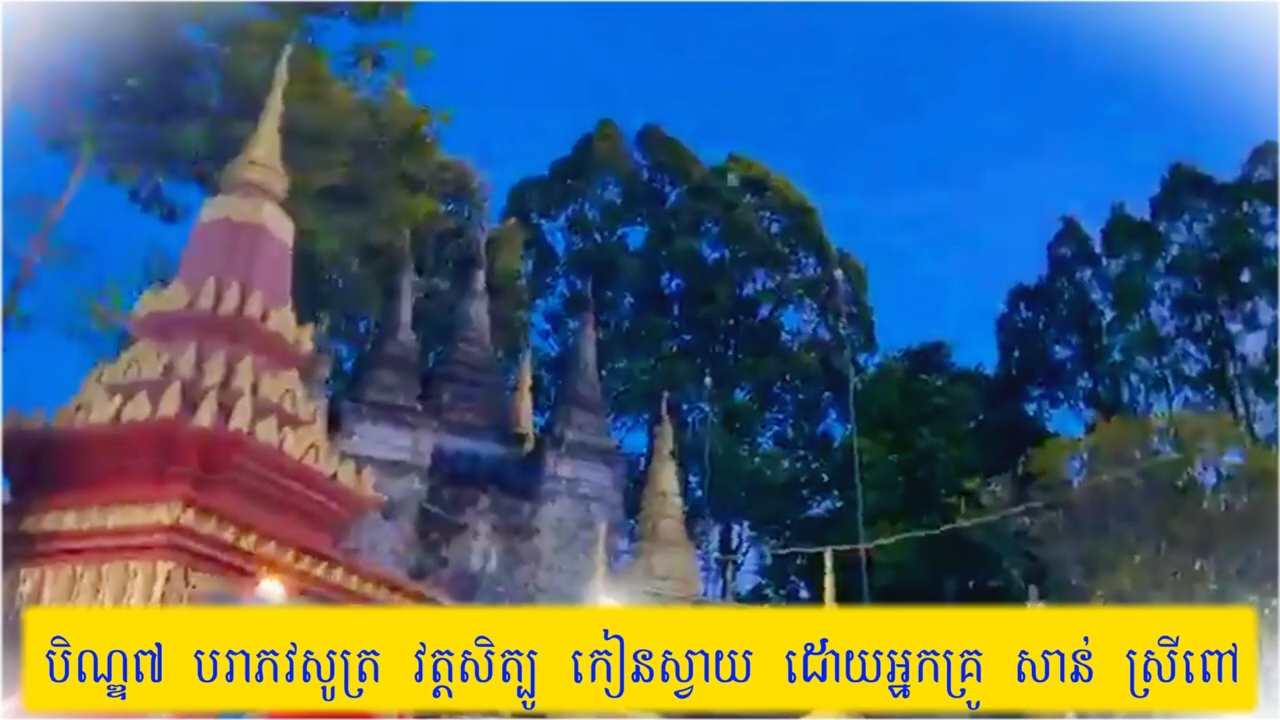 បិណ្ឌ៧ បរាភវសូត្រ វត្តសិត្បូ កៀនស្វាយ ដោយអ្នកគ្រូ សាន់ ស្រីពៅ